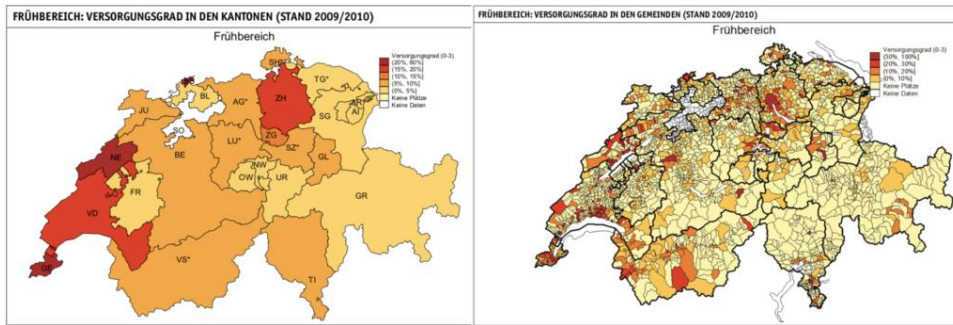 FRÜHBEREICH: VERSORGUNGSGRAD IN DEN KANTONEN (STAND 2009/2010)
Frühbereich
Versorgungsgrad (0-3)
(20%, 60%]
(15%, 20%]
(10%, 15%]
(5%, 10%]
(0%, 5%]
Keine Plätze
Keine Daten
TG*
BL
AG*
ZH
JU
AI
SO
SG
ZG
NE
BE
LU*
SZ*
GL
NW
OW
UR
FR
GR
VD
VS*
TI
GE
FRÜHBEREICH: VERSORGUNGSGRAD IN DEN GEMEINDEN (STAND 2009/2010)
Frühbereich
Versorgungsgrad (0-3)
(30%, 100%]
(20%, 30%]
(10%, 20%]
(0%, 10%]
Keine Plätze
Keine Daten